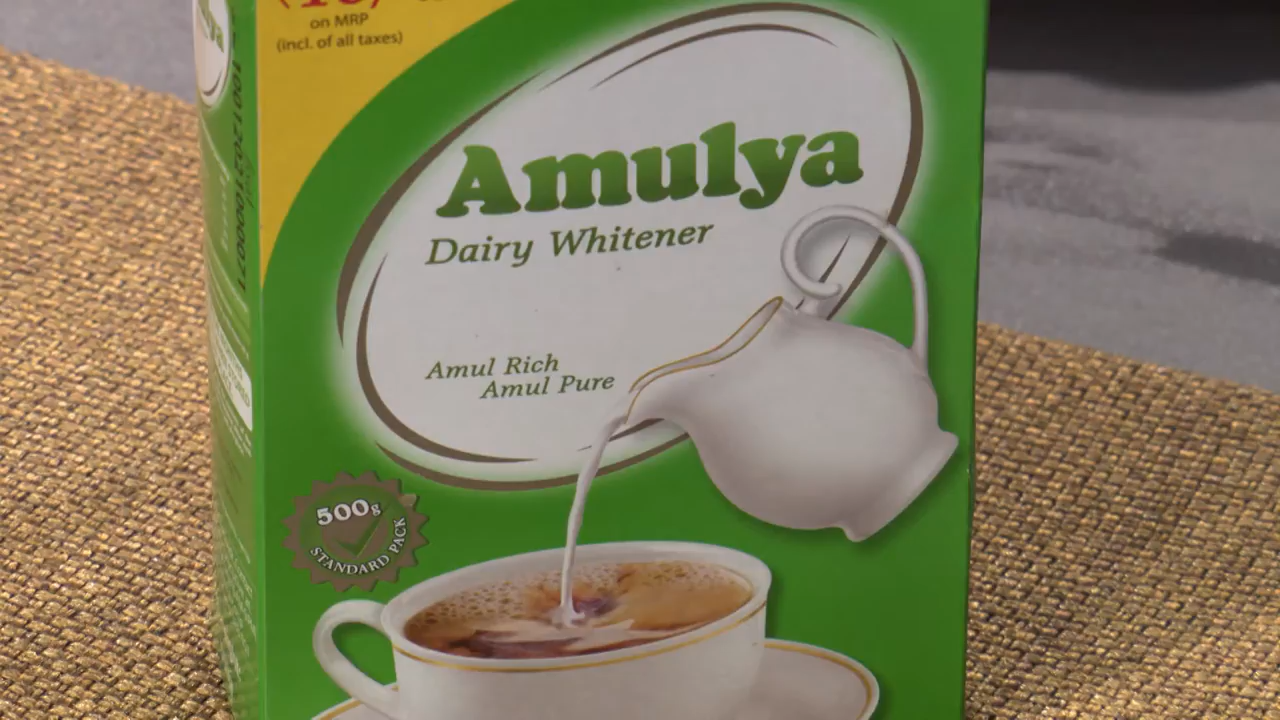 on MRP
(incl. of all taxes)
Amulya
Dairy Whitener
Amul Rich
Amul Pure
500g
STANDARD PACK